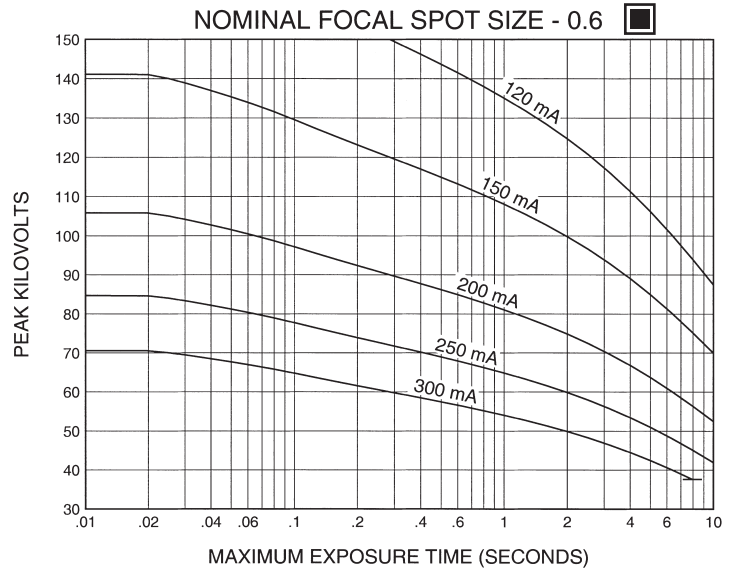 NOMINAL FOCAL SPOT SIZE - 0.6
150
140
130
120
110
100
90
80
70
60
50
40
30
PEAK KILOVOLTS
120 mA
150 mA
200 mA
250 mA
300 mA
.01 .02 .04 .06 .1 .2 .4 .6 1 2 4 6 10
MAXIMUM EXPOSURE TIME (SECONDS)